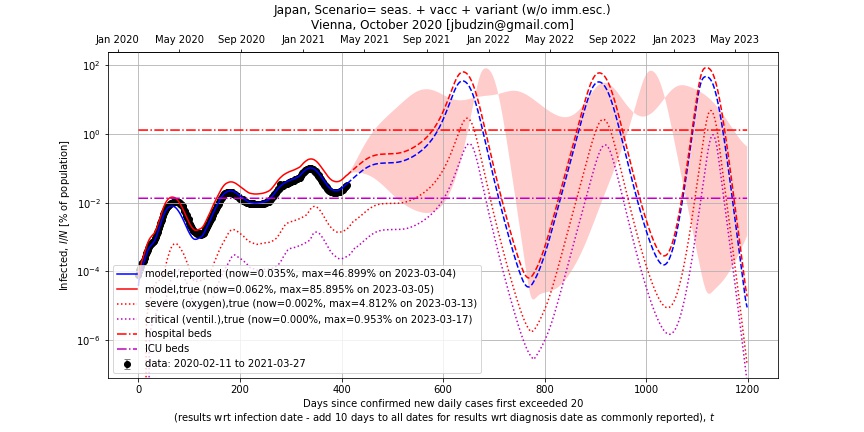 Japan, Scenario= seas. + vacc + variant (w/o imm.esc.)
Vienna, October 2020 [jbudzin@gmail.com]
Jan 2020 May 2020 Sep 2020 Jan 2021 May 2021 Sep 2021 Jan 2022 May 2022 Sep 2022 Jan 2023 May 2023
10²
10⁰
10⁻²
10⁻⁴
10⁻⁶
Infected, I/N [% of population]
model,reported (now=0.035%, max=46.899% on 2023-03-04)
model,true (now=0.062%, max=85.895% on 2023-03-05)
severe (oxygen),true (now=0.002%, max=4.812% on 2023-03-13)
critical (ventil.),true (now=0.000%, max=0.953% on 2023-03-17)
hospital beds
ICU beds
data: 2020-02-11 to 2021-03-27
0 200 400 600 800 1000 1200
Days since confirmed new daily cases first exceeded 20
(results wrt infection date - add 10 days to all dates for results wrt diagnosis date as commonly reported), t